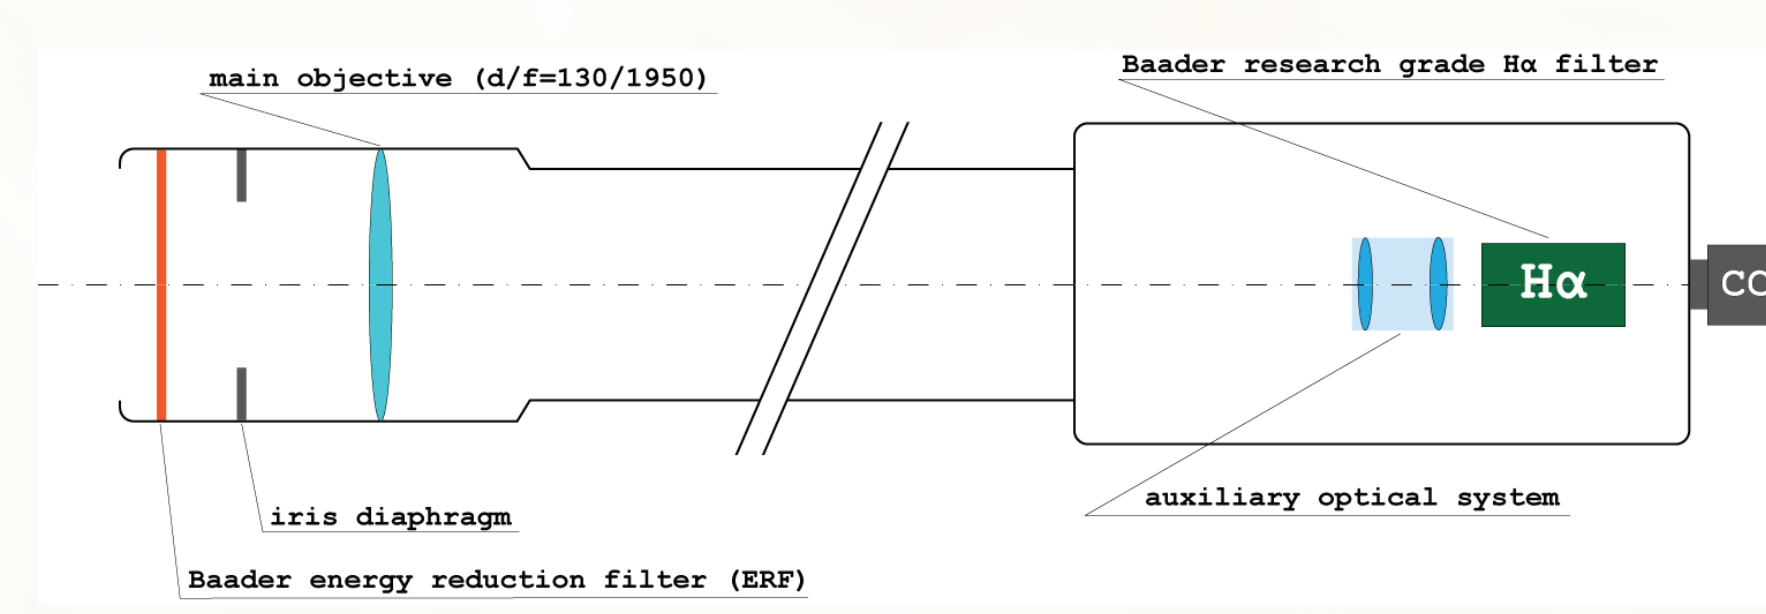 main objective (d/f=130/1950)
Baader research grade Hα filter
Hα
iris diaphragm
auxiliary optical system
Baader energy reduction filter (ERF)